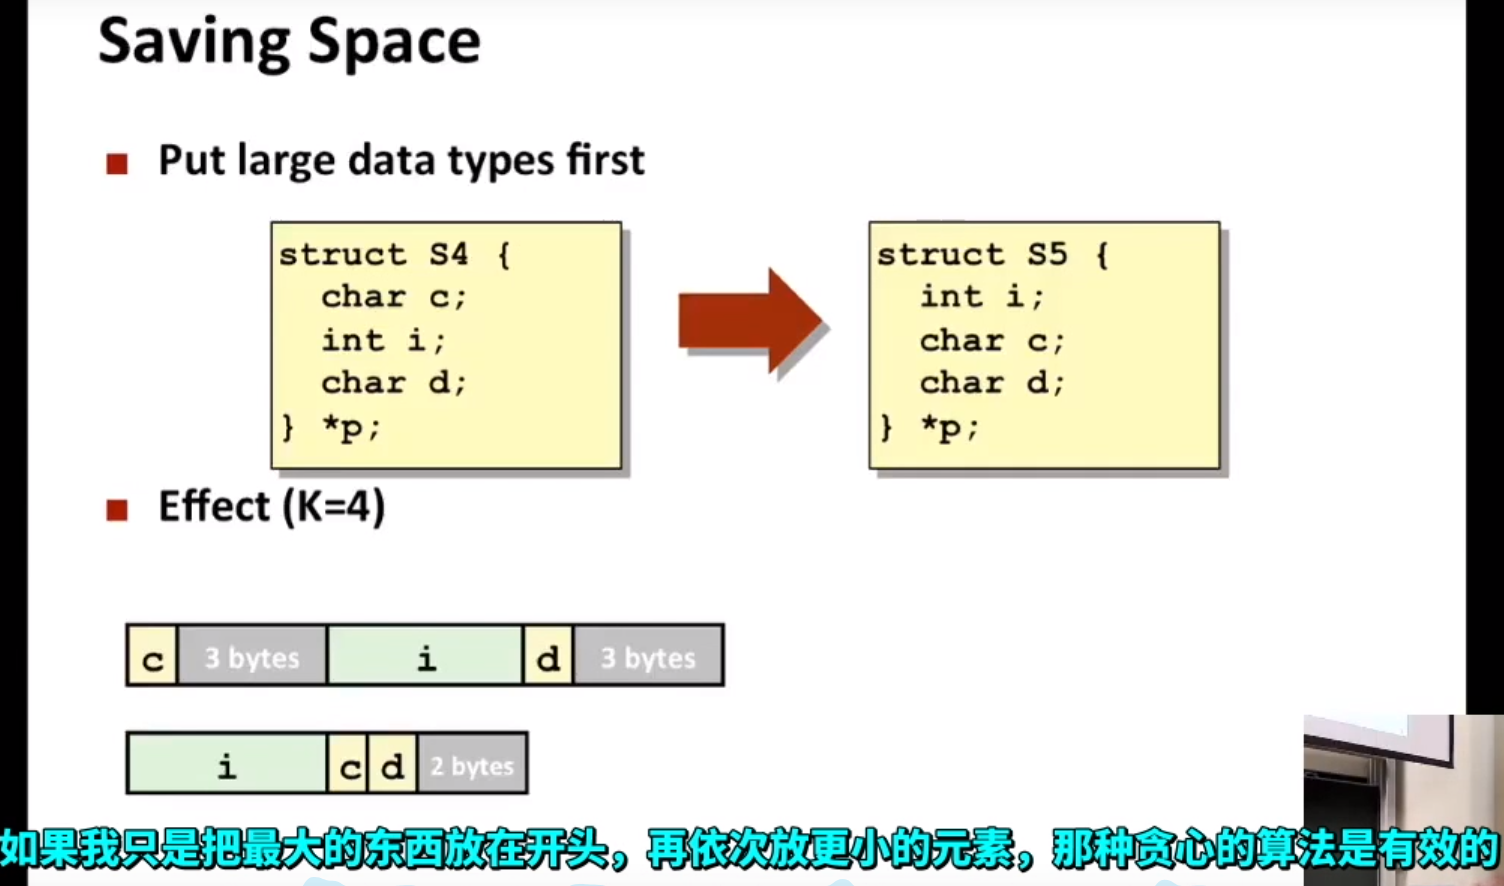 Saving Space
Put large data types first
struct S4 {
char c;
int i;
char d;
} *p;
struct S5 {
int i;
char c;
char d;
} *p;
Effect (K=4)
c 3 bytes i d 3 bytes
i c d 2 bytes
如果我只是把最大的东西放在开头，再依次放更小的元素，那种贪心的算法是有效的